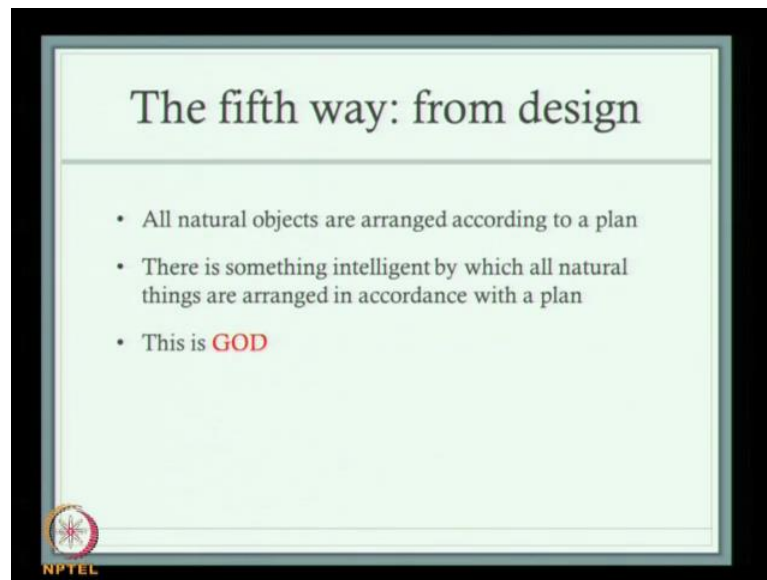 The fifth way: from design
• All natural objects are arranged according to a plan
• There is something intelligent by which all natural
things are arranged in accordance with a plan
• This is GOD
NPTEL